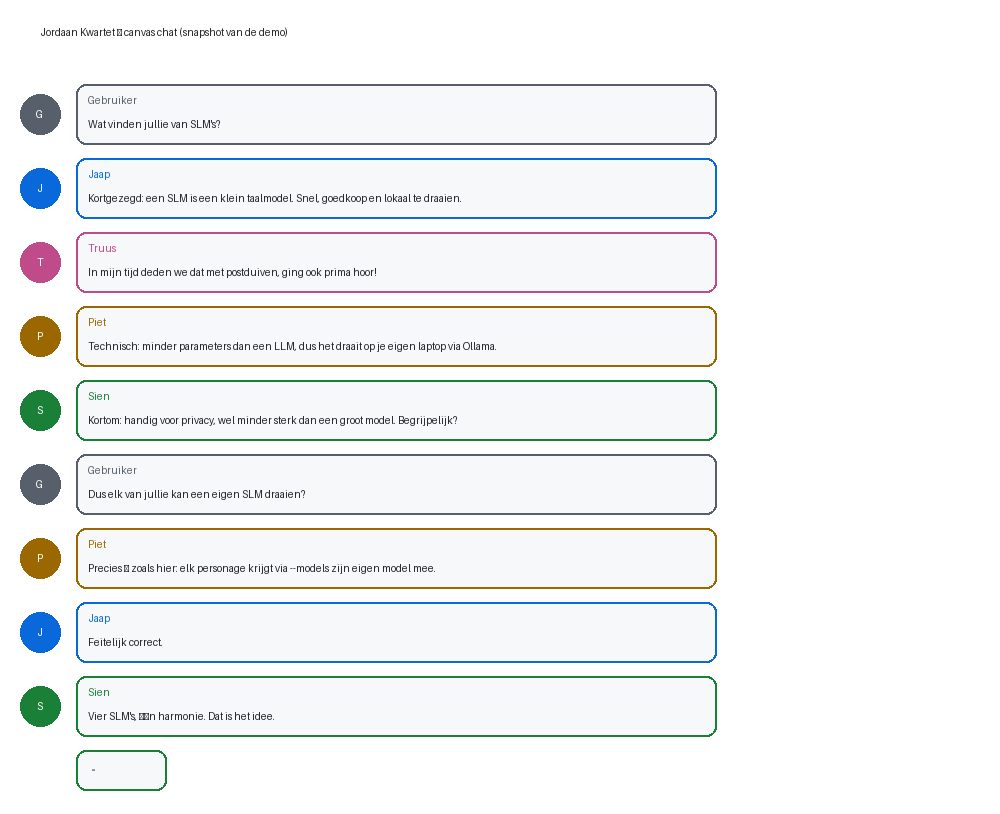 Jordaan Kwartet canvas chat (snapshot van de demo)
G
Gebruiker
Wat vinden jullie van SLM's?
J
Jaap
Kortgezegd: een SLM is een klein taalmodel. Snel, goedkoop en lokaal te draaien.
T
Truus
In mijn tijd deden we dat met postduiven, ging ook prima hoor!
P
Piet
Technisch: minder parameters dan een LLM, dus het draait op je eigen laptop via Ollama.
S
Sien
Kortom: handig voor privacy, wel minder sterk dan een groot model. Begrijpelijk?
G
Gebruiker
Dus elk van jullie kan een eigen SLM draaien?
P
Piet
Precies zoals hier: elk personage krijgt via --models zijn eigen model mee.
J
Jaap
Feitelijk correct.
S
Sien
Vier SLM's, harmonie. Dat is het idee.